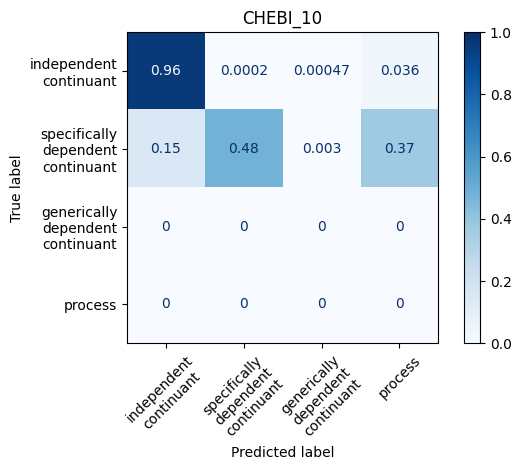 CHEBI_10
True label
independent
continuant
0.96 0.0002 0.00047 0.036
specifically
dependent
continuant
0.15 0.48 0.003 0.37
generically
dependent
continuant
0 0 0 0
process
0 0 0 0
independent
continuant
specifically
dependent
continuant
generically
dependent
continuant
process
Predicted label
1.0
0.8
0.6
0.4
0.2
0.0